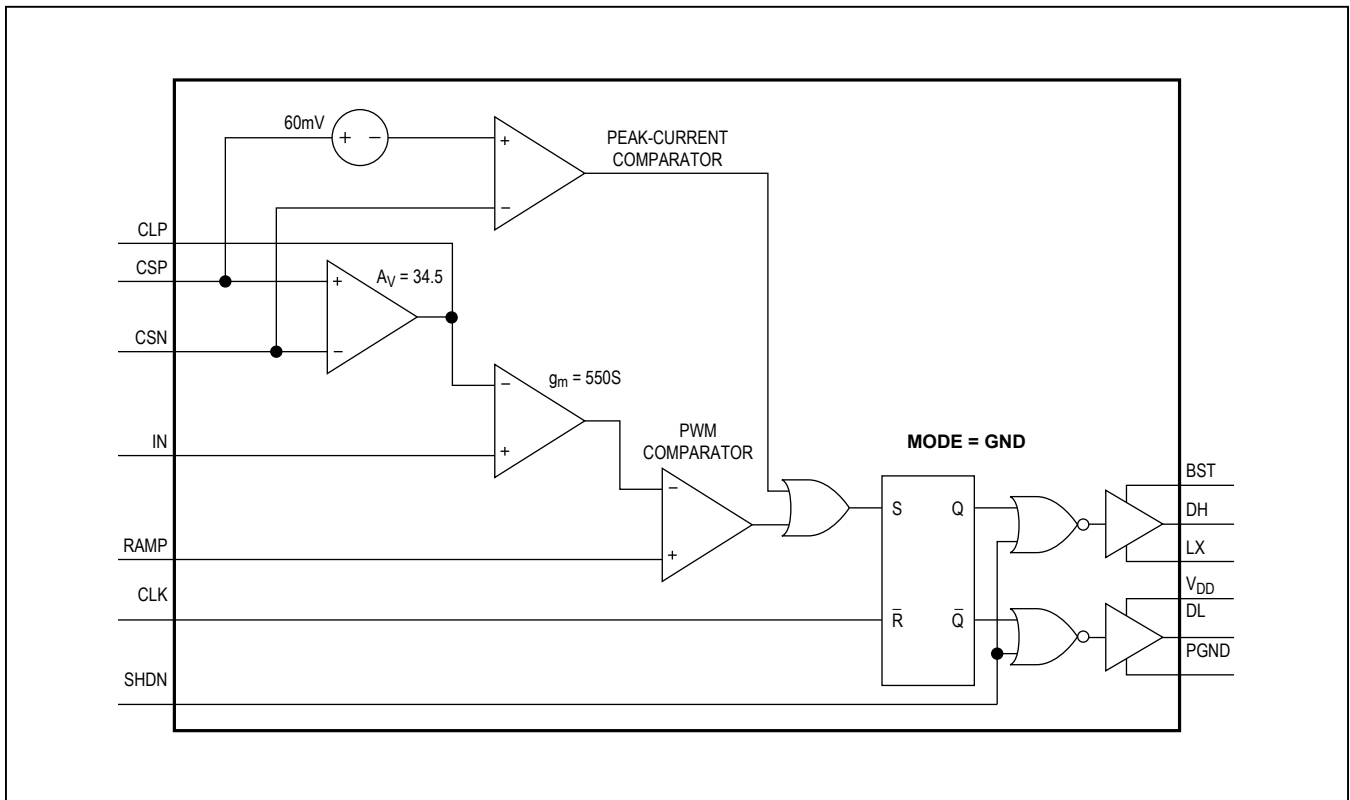 60mV
+ −
+
−
PEAK-CURRENT
COMPARATOR
CLP
CSP
CSN
+
−
AV = 34.5
−
+
gm = 550S
IN
PWM
COMPARATOR
−
+
MODE = GND
S Q
R̅ Q̅
RAMP
CLK
SHDN
BST
DH
LX
VDD
DL
PGND